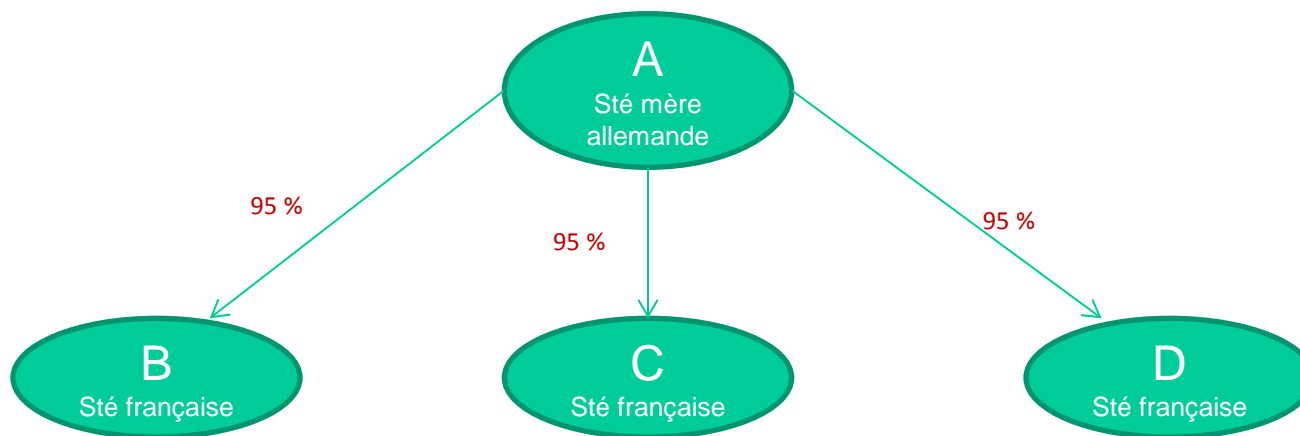 A
Sté mère
allemande
95 %
95 %
95 %
B
Sté française
C
Sté française
D
Sté française